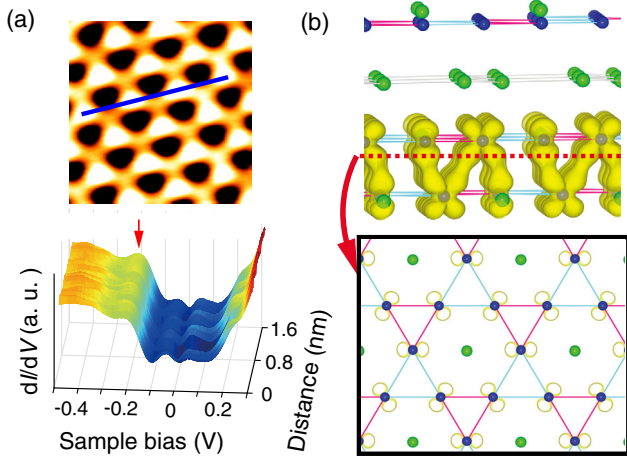 (a)
(b)
dI/dV (a. u.)
-0.4
-0.2
0
0.2
Sample bias (V)
0
0.8
1.6
Distance (nm)